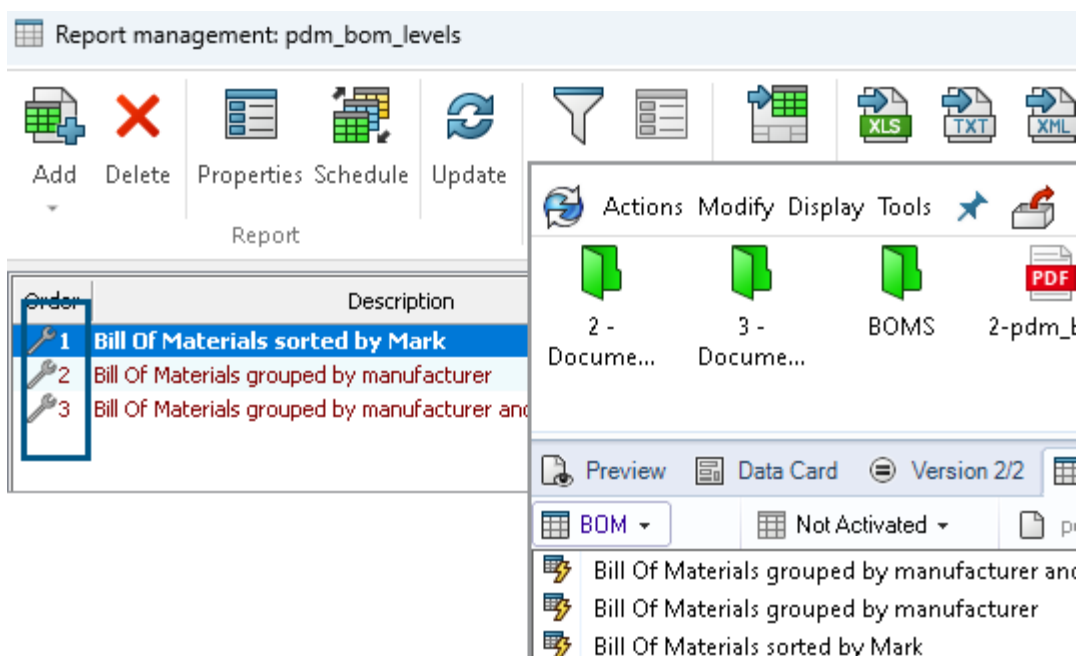 Report management: pdm_bom_levels
Add Delete Properties Schedule Update
Report
XLS TXT XML
Actions Modify Display Tools
2 -
Docume...
3 -
Docume...
BOMS
PDF
2-pdm_b
Order Description
1 Bill Of Materials sorted by Mark
2 Bill Of Materials grouped by manufacturer
3 Bill Of Materials grouped by manufacturer and
Preview Data Card Version 2/2
BOM Not Activated
Bill Of Materials grouped by manufacturer and
Bill Of Materials grouped by manufacturer
Bill Of Materials sorted by Mark